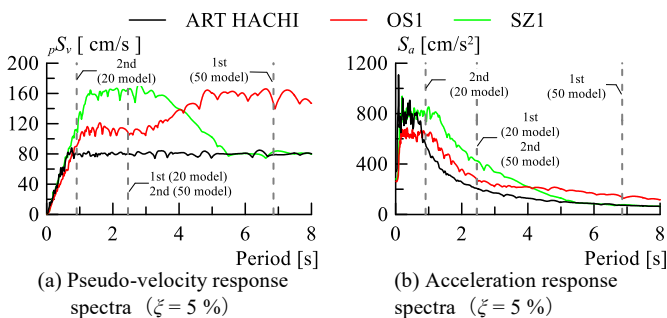 ART HACHI OS1 SZ1
pSv [ cm/s ]
200
160
120
80
40
0
0 2 4 6 8
Period [s]
2nd
(20 model)
1st
(50 model)
1st (20 model)
2nd (50 model)
(a) Pseudo-velocity response
spectra (ξ = 5 %)
Sa [cm/s²]
1200
800
400
0
0 2 4 6 8
Period [s]
2nd
(20 model)
1st
(50 model)
1st
(20 model)
2nd
(50 model)
(b) Acceleration response
spectra (ξ = 5 %)